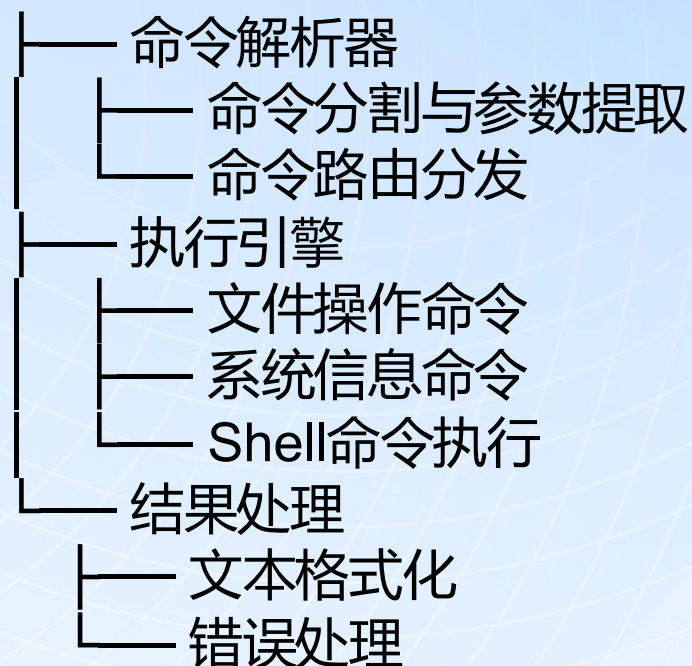 ├── 命令解析器
│   ├── 命令分割与参数提取
│   └── 命令路由分发
├── 执行引擎
│   ├── 文件操作命令
│   ├── 系统信息命令
│   └── Shell命令执行
└── 结果处理
    ├── 文本格式化
    └── 错误处理